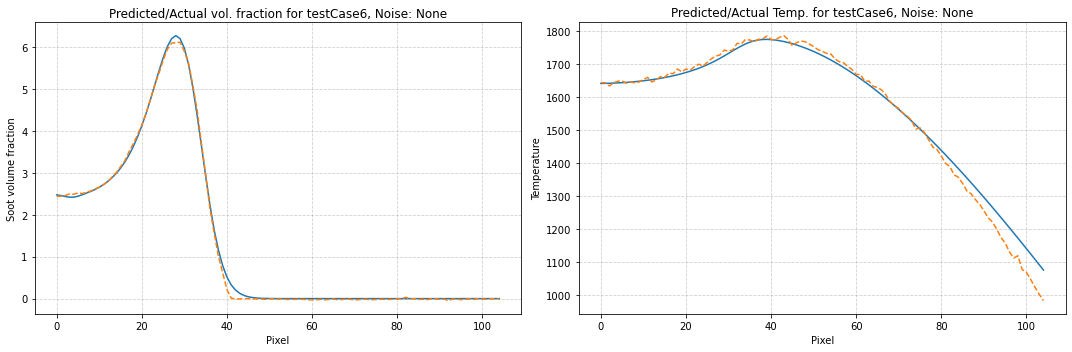 Predicted/Actual vol. fraction for testCase6, Noise: None
Soot volume fraction
6
5
4
3
2
1
0
0 20 40 60 80 100
Pixel
Predicted/Actual Temp. for testCase6, Noise: None
Temperature
1800
1700
1600
1500
1400
1300
1200
1100
1000
0 20 40 60 80 100
Pixel